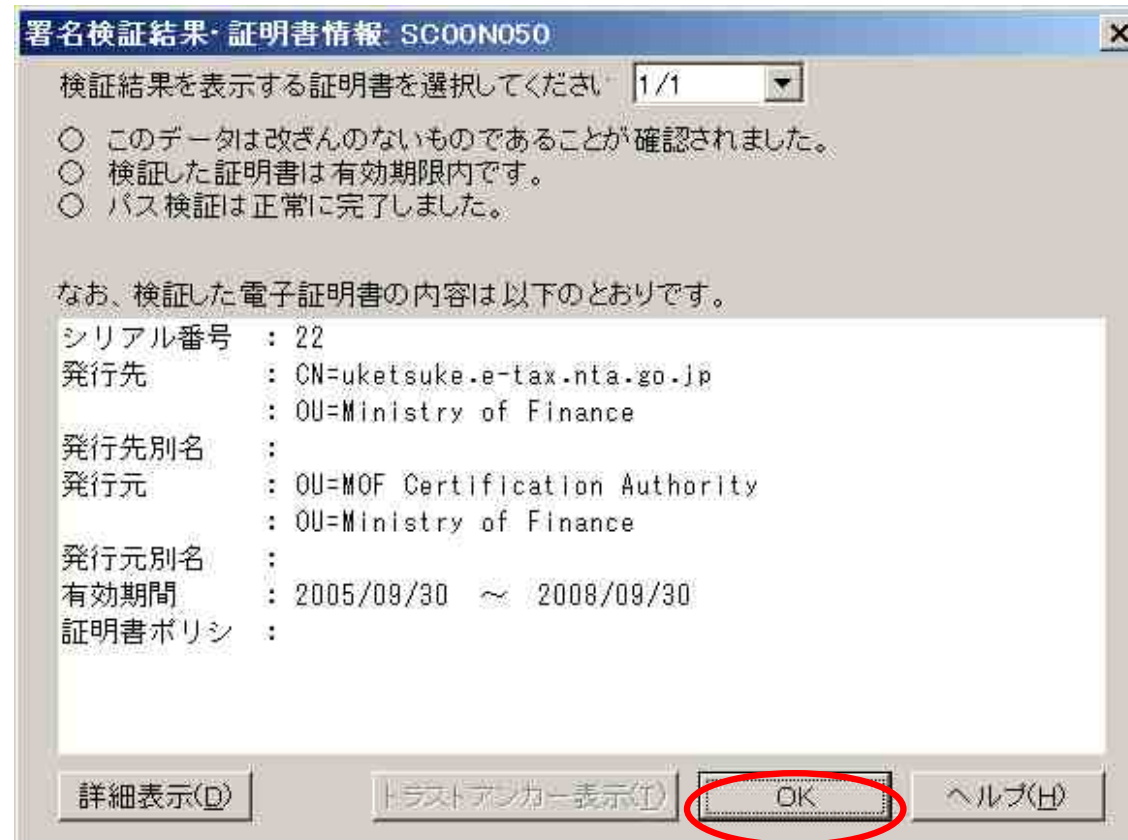 署名検証結果・証明書情報: SC00N050
検証結果を表示する証明書を選択してください 1/1
○ このデータは改ざんのないものであることが確認されました。
○ 検証した証明書は有効期限内です。
○ パス検証は正常に完了しました。
なお、検証した電子証明書の内容は以下のとおりです。
シリアル番号 : 22
発行先 : CN=uketsuke.e-tax.nta.go.jp
: OU=Ministry of Finance
発行先別名 :
発行元 : OU=MOF Certification Authority
: OU=Ministry of Finance
発行元別名 :
有効期間 : 2005/09/30 ～ 2008/09/30
証明書ポリシ :
詳細表示(D) トラストアンカー表示(T) OK ヘルプ(H)